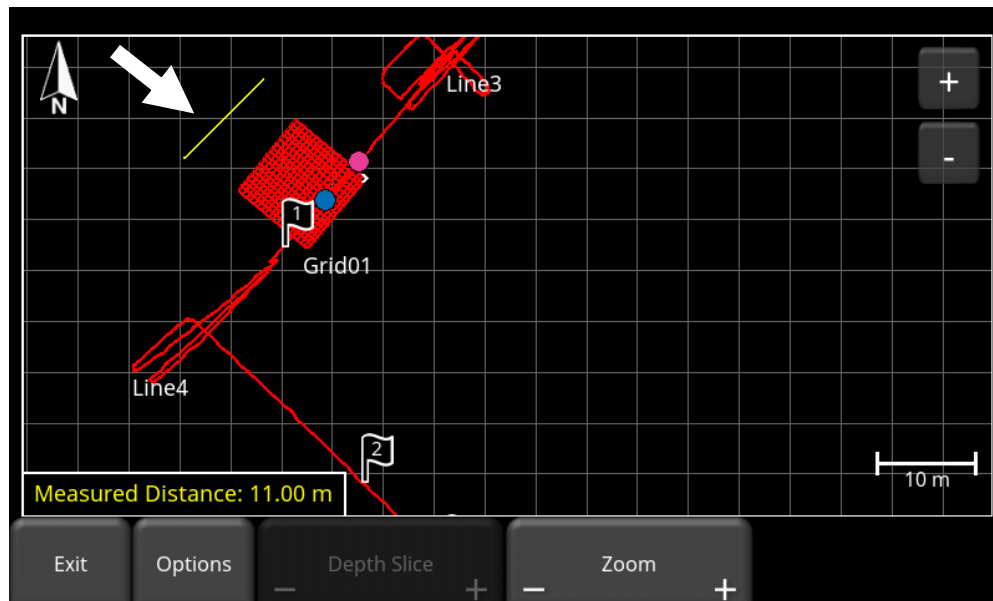 N
Line3
+
-
1
Grid01
Line4
2
10 m
Measured Distance: 11.00 m
Exit
Options
Depth Slice
− +
Zoom
− +